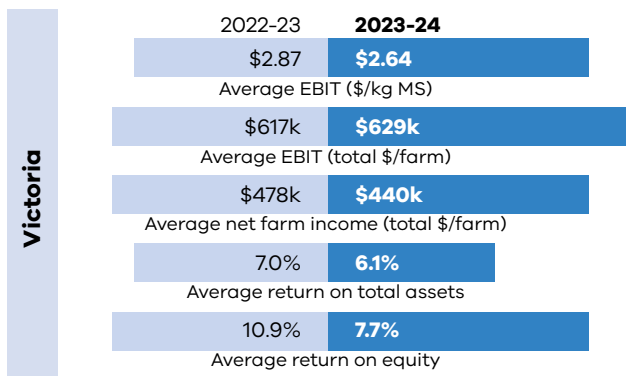 Victoria
2022-23 2023-24
$2.87 $2.64
Average EBIT ($/kg MS)
$617k $629k
Average EBIT (total $/farm)
$478k $440k
Average net farm income (total $/farm)
7.0% 6.1%
Average return on total assets
10.9% 7.7%
Average return on equity